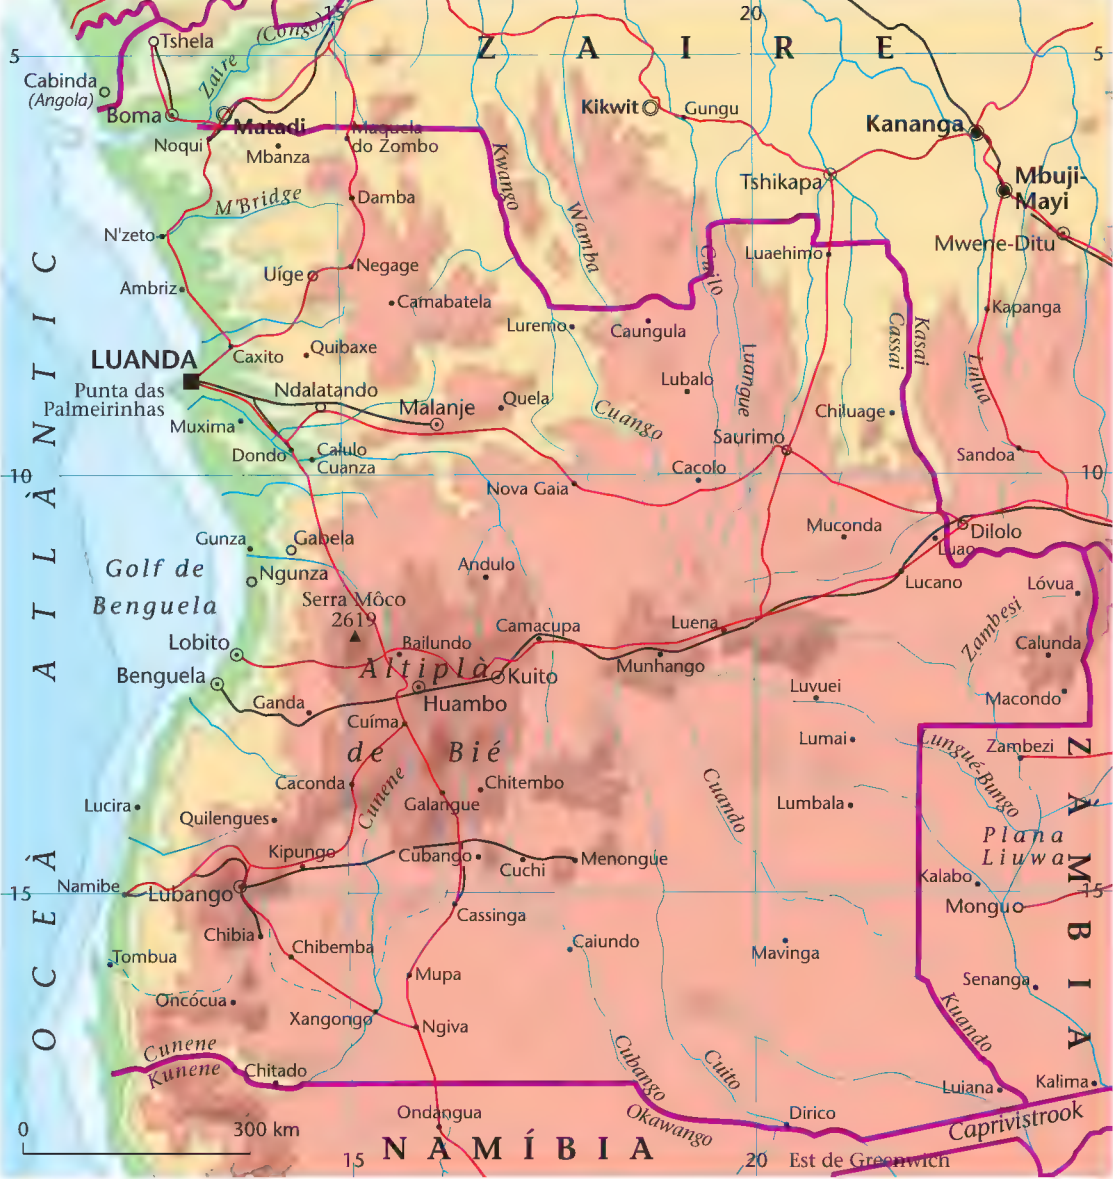 15
20
(Congo)
Tshela
Z A I R E
5
5
Zaire
Cabinda
(Angola)
Boma
Matadi
Kikwit
Gungu
Kananga
Noqui
Mbanza
Maquela
do Zombo
Kwango
Tshikapa
Mbuji-
Mayi
M'Bridge
Damba
Wamba
N'zeto
Mwene-Ditu
Luaehimo
Uíge
Negage
Cuilo
Ambriz
Camabatela
Kapanga
Luremo
Caungula
Kasai
Cassai
LUANDA
Caxito
Quibaxe
Luangue
Lulua
Punta das
Palmeirinhas
Ndalatando
Malanje
Quela
Lubalo
Cuango
Chiluage
Muxima
Saurimo
Dondo
Calulo
Cuanza
Sandoa
10
Cacolo
10
Nova Gaia
Muconda
Dilolo
Gunza
Gabela
Luao
Golf de
Benguela
Ngunza
Andulo
Lucano
Lóvua
Serra Môco
2619
Zambesi
Camacupa
Luena
Lobito
Bailundo
Calunda
Benguela
Altiplà
de Bié
Kuito
Munhango
Luvuei
Macondo
Ganda
Huambo
Cuíma
Lumai
Lungué-Bungo
Zambezi
Caconda
Cunene
Chitembo
Cuando
Lucira
Galangue
Lumbala
Quilengues
Plana
Liuwa
Kipungo
Cubango
Cuchi
Menongue
Kalabo
Namibe
15
Lubango
15
Mongu
Cassinga
Chibia
Chibemba
Caiundo
Mavinga
Tombua
Mupa
Senanga
Oncócua
Xangongo
Ngiva
Kuando
Cunene
Kunene
Chitado
Cubango
Cuito
Luiana
Kalima
Ondangua
Okawango
Dirico
Caprivistrook
0
300 km
N A M Í B I A
15
20
Est de Greenwich
O C E À
A T L À N T I C
Z À M B I A